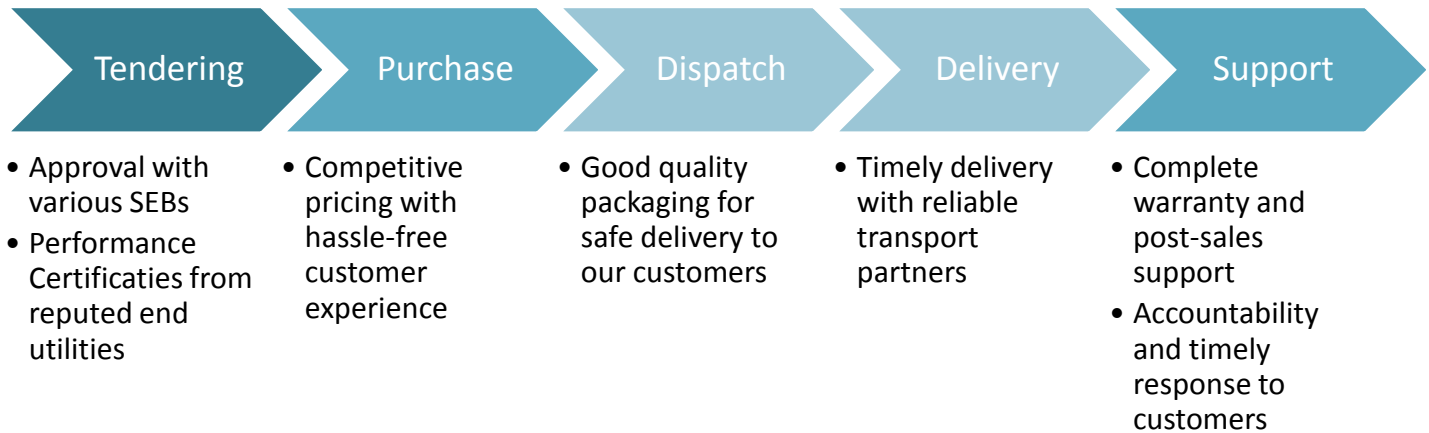 Tendering
Purchase
Dispatch
Delivery
Support
• Approval with
various SEBs
• Performance
Certificaties from
reputed end
utilities
• Competitive
pricing with
hassle-free
customer
experience
• Good quality
packaging for
safe delivery to
our customers
• Timely delivery
with reliable
transport
partners
• Complete
warranty and
post-sales
support
• Accountability
and timely
response to
customers